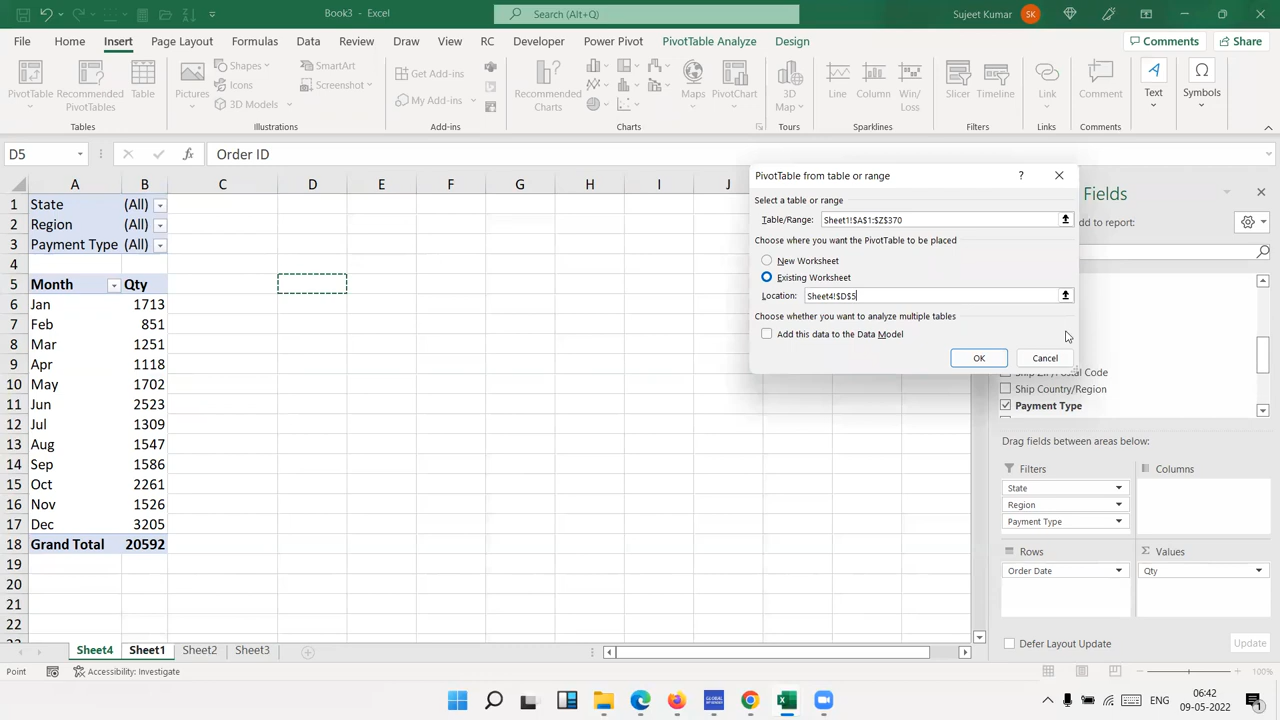 Book3 - Excel
Search (Alt+Q)
Sujeet Kumar SK
File Home Insert Page Layout Formulas Data Review Draw View RC Developer Power Pivot PivotTable Analyze Design Comments Share
PivotTable Recommended PivotTables Table Pictures Shapes Icons 3D Models SmartArt Screenshot Get Add-ins My Add-ins Recommended Charts Maps PivotChart 3D Map Line Column Win/Loss Slicer Timeline Link Comment Text Symbols
Tables Illustrations Add-ins Charts Tours Sparklines Filters Links Comments
D5 fx Order ID
A B C D E F G H I J
1 State (All)
2 Region (All)
3 Payment Type (All)
4
5 Month Qty
6 Jan 1713
7 Feb 851
8 Mar 1251
9 Apr 1118
10 May 1702
11 Jun 2523
12 Jul 1309
13 Aug 1547
14 Sep 1586
15 Oct 2261
16 Nov 1526
17 Dec 3205
18 Grand Total 20592
19
20
21
22
PivotTable from table or range ?
Select a table or range
Table/Range: Sheet1!$A$1:$Z$370
Choose where you want the PivotTable to be placed
New Worksheet
Existing Worksheet
Location: Sheet4!$D$5
Choose whether you want to analyze multiple tables
Add this data to the Data Model
OK Cancel
Fields
add to report:
Ship ZIP/Postal Code
Ship Country/Region
Payment Type
Drag fields between areas below:
Filters Columns
State
Region
Payment Type
Rows Values
Order Date Qty
Defer Layout Update Update
Sheet4 Sheet1 Sheet2 Sheet3
Point Accessibility: Investigate 100%
GLOBAL
ENG 06:42
09-05-2022 1